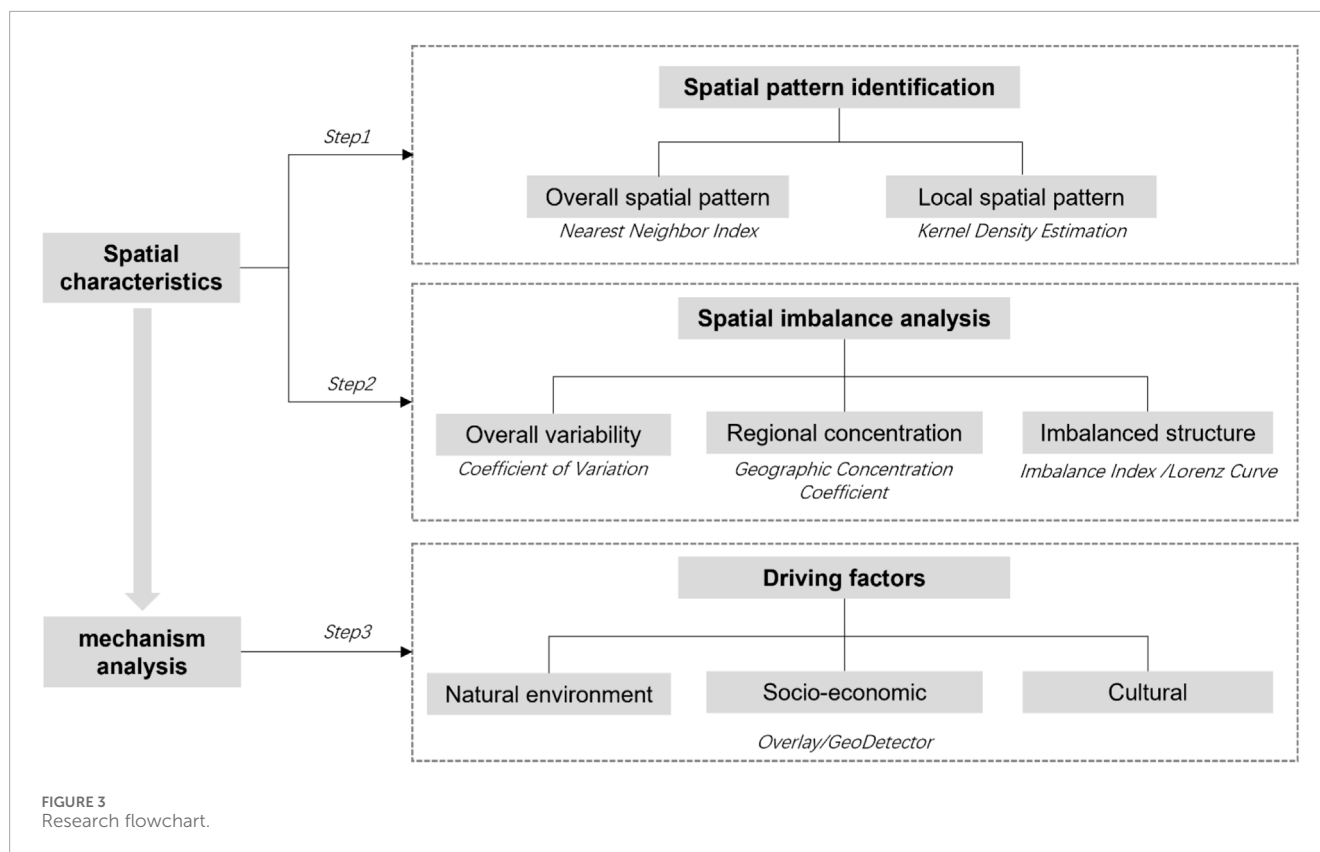 Spatial pattern identification
Step1
Overall spatial pattern
Local spatial pattern
Nearest Neighbor Index
Kernel Density Estimation
Spatial
characteristics
Spatial imbalance analysis
Step2
Overall variability
Regional concentration
Imbalanced structure
Coefficient of Variation
Geographic Concentration
Coefficient
Imbalance Index /Lorenz Curve
Driving factors
mechanism
analysis
Step3
Natural environment
Socio-economic
Cultural
Overlay/GeoDetector
FIGURE 3
Research flowchart.